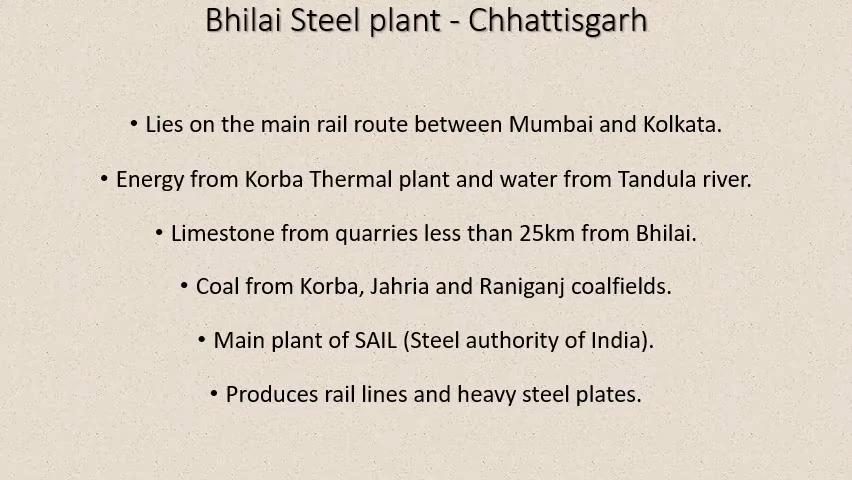 Bhilai Steel plant - Chhattisgarh
• Lies on the main rail route between Mumbai and Kolkata.
• Energy from Korba Thermal plant and water from Tandula river.
• Limestone from quarries less than 25km from Bhilai.
• Coal from Korba, Jahria and Raniganj coalfields.
• Main plant of SAIL (Steel authority of India).
• Produces rail lines and heavy steel plates.